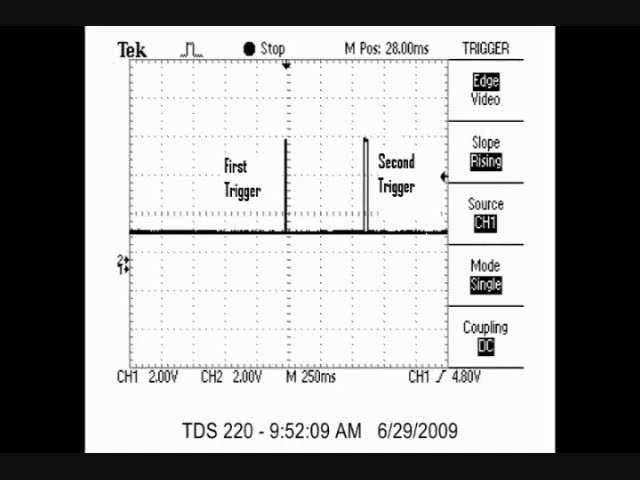 Tek Stop M Pos: 28.00ms TRIGGER
Edge
Video
Slope
Rising
Source
CH1
Mode
Single
Coupling
DC
First
Trigger
Second
Trigger
2
1
CH1 2.00V CH2 2.00V M 250ms CH1 4.80V
TDS 220 - 9:52:09 AM 6/29/2009